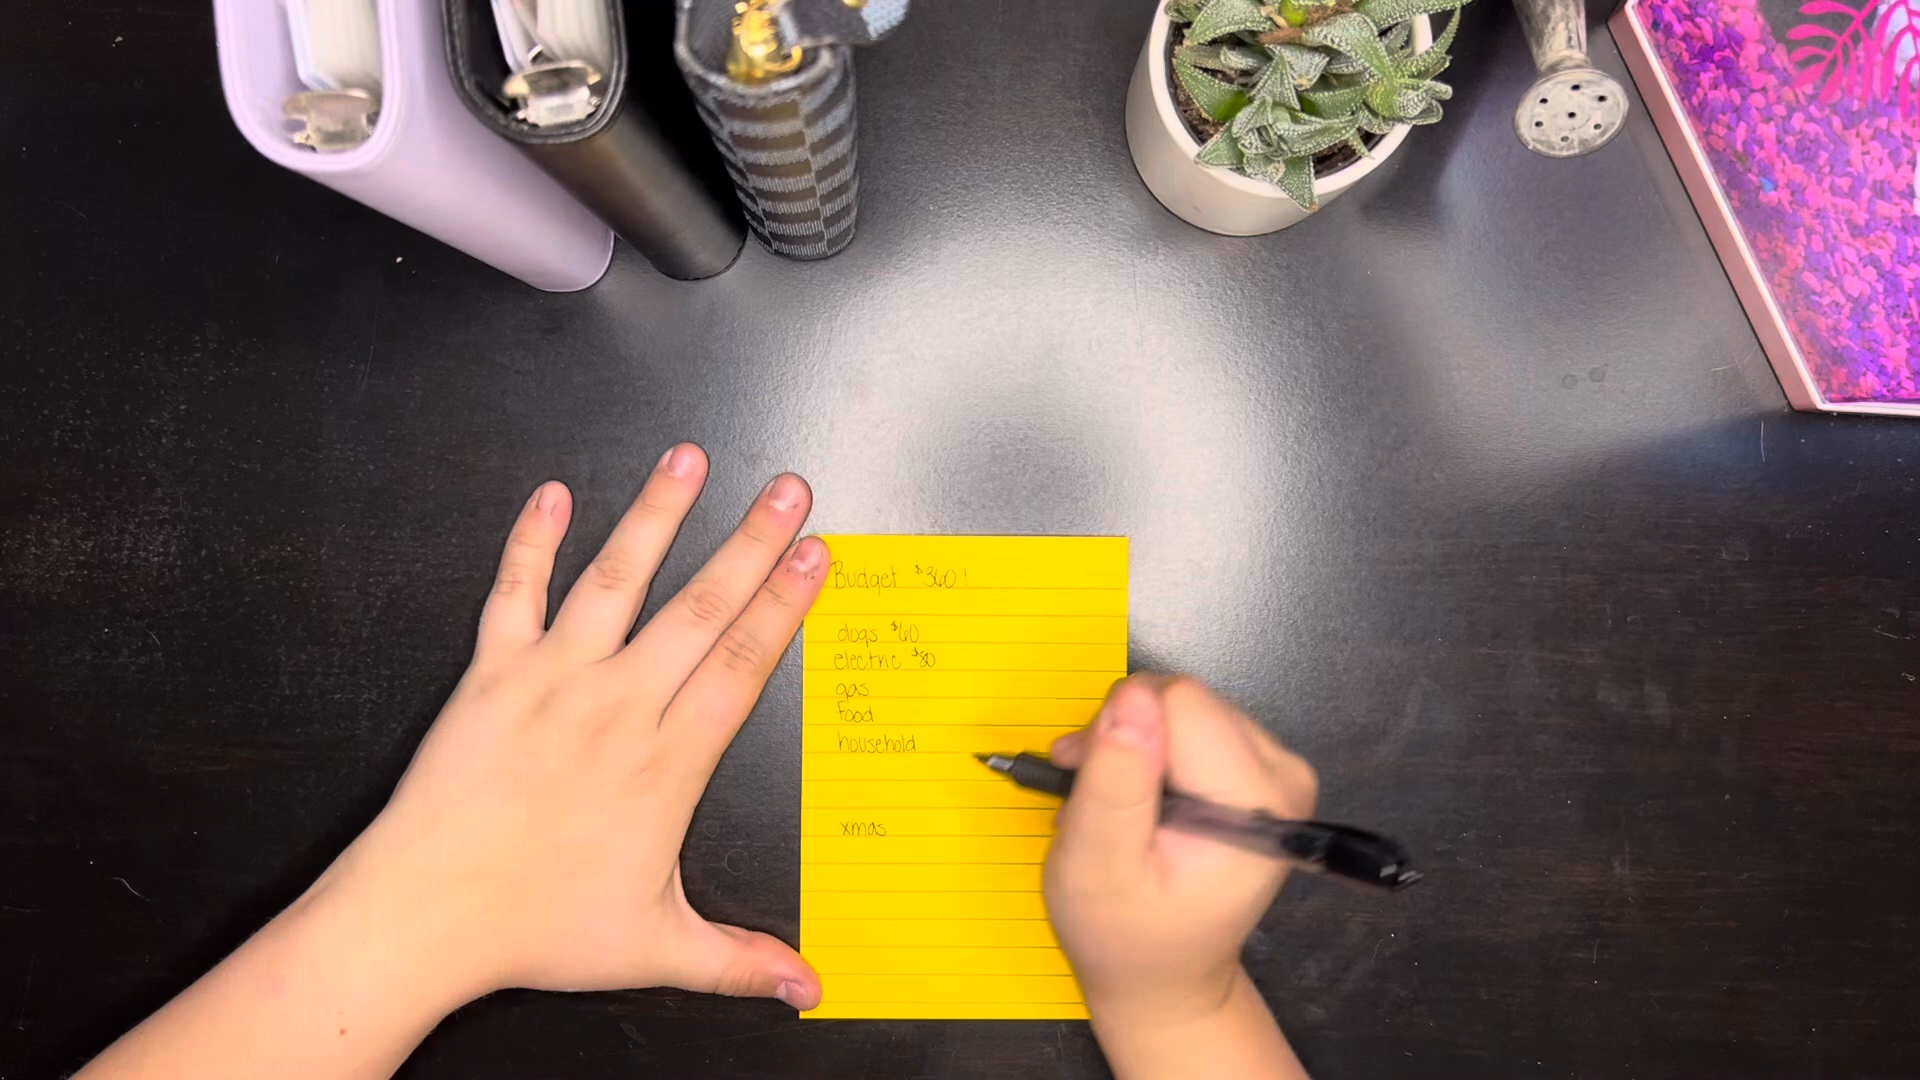 Budget $360!
dogs $60
electric $80
gas
Food
household
xmas